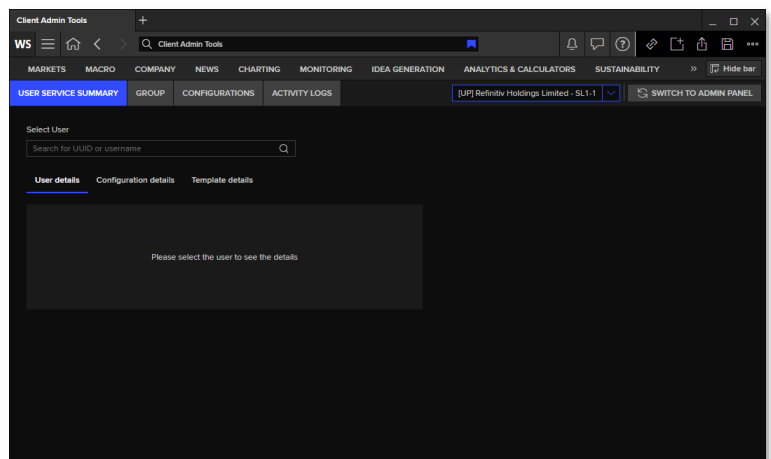 Client Admin Tools
WS Client Admin Tools
MARKETS MACRO COMPANY NEWS CHARTING MONITORING IDEA GENERATION ANALYTICS & CALCULATORS SUSTAINABILITY » Hide bar
USER SERVICE SUMMARY GROUP CONFIGURATIONS ACTIVITY LOGS [UP] Refinitiv Holdings Limited - SL1-1 SWITCH TO ADMIN PANEL
Select User
Search for UUID or username
User details Configuration details Template details
Please select the user to see the details